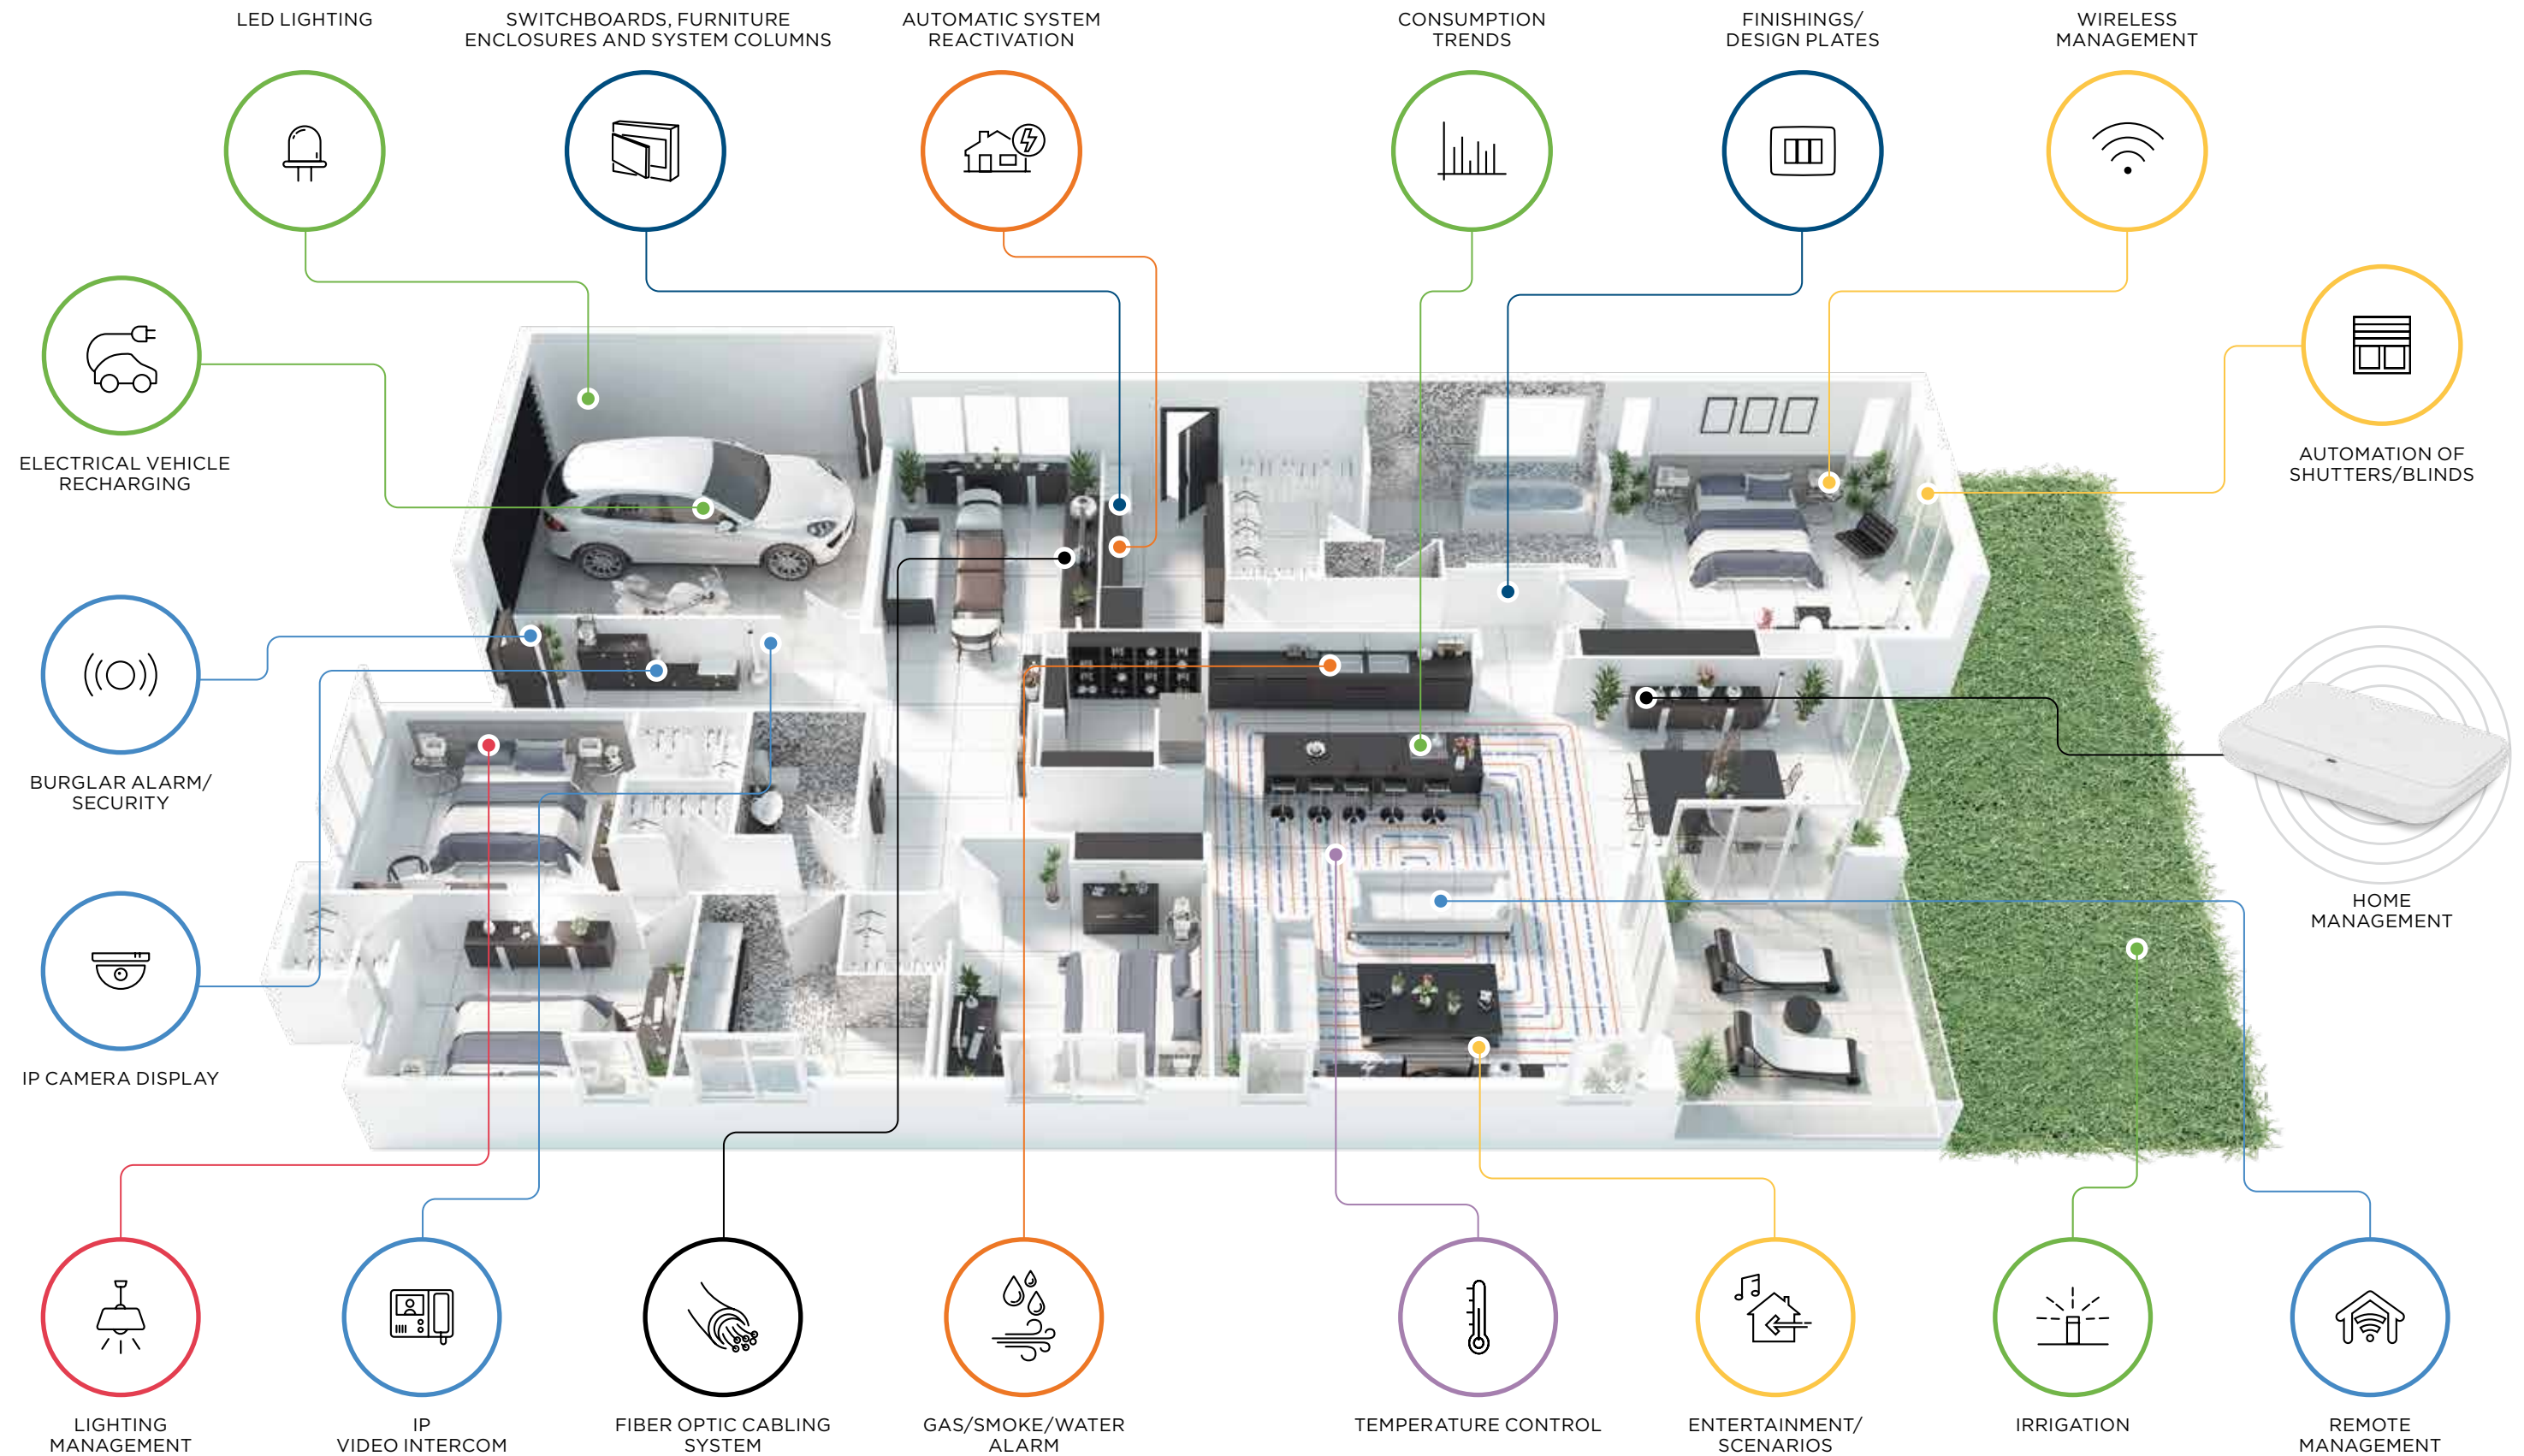 LED LIGHTING
SWITCHBOARDS, FURNITURE
ENCLOSURES AND SYSTEM COLUMNS
AUTOMATIC SYSTEM
REACTIVATION
CONSUMPTION
TRENDS
FINISHINGS/
DESIGN PLATES
WIRELESS
MANAGEMENT
ELECTRICAL VEHICLE
RECHARGING
AUTOMATION OF
SHUTTERS/BLINDS
BURGLAR ALARM/
SECURITY
HOME
MANAGEMENT
IP CAMERA DISPLAY
LIGHTING
MANAGEMENT
IP
VIDEO INTERCOM
FIBER OPTIC CABLING
SYSTEM
GAS/SMOKE/WATER
ALARM
TEMPERATURE CONTROL
ENTERTAINMENT/
SCENARIOS
IRRIGATION
REMOTE
MANAGEMENT